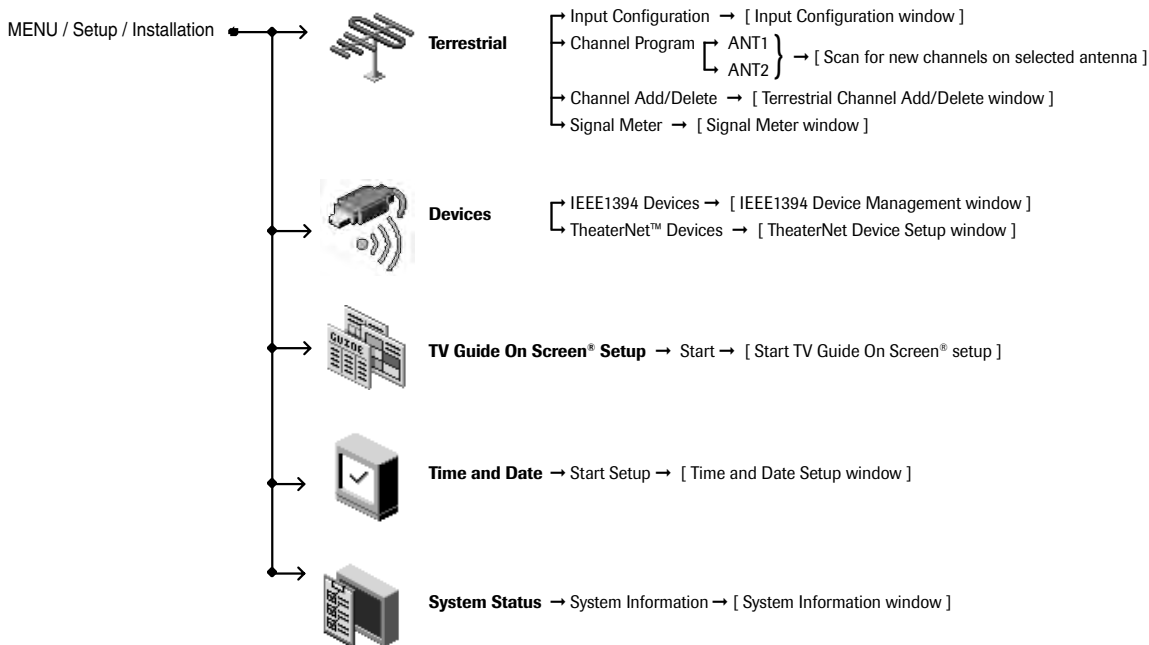 MENU / Setup / Installation
Terrestrial
→ Input Configuration → [ Input Configuration window ]
→ Channel Program → ANT1
→ ANT2
} → [ Scan for new channels on selected antenna ]
→ Channel Add/Delete → [ Terrestrial Channel Add/Delete window ]
→ Signal Meter → [ Signal Meter window ]
Devices
→ IEEE1394 Devices → [ IEEE1394 Device Management window ]
→ TheaterNet™ Devices → [ TheaterNet Device Setup window ]
GUIDE
TV Guide On Screen® Setup → Start → [ Start TV Guide On Screen® setup ]
Time and Date → Start Setup → [ Time and Date Setup window ]
System Status → System Information → [ System Information window ]